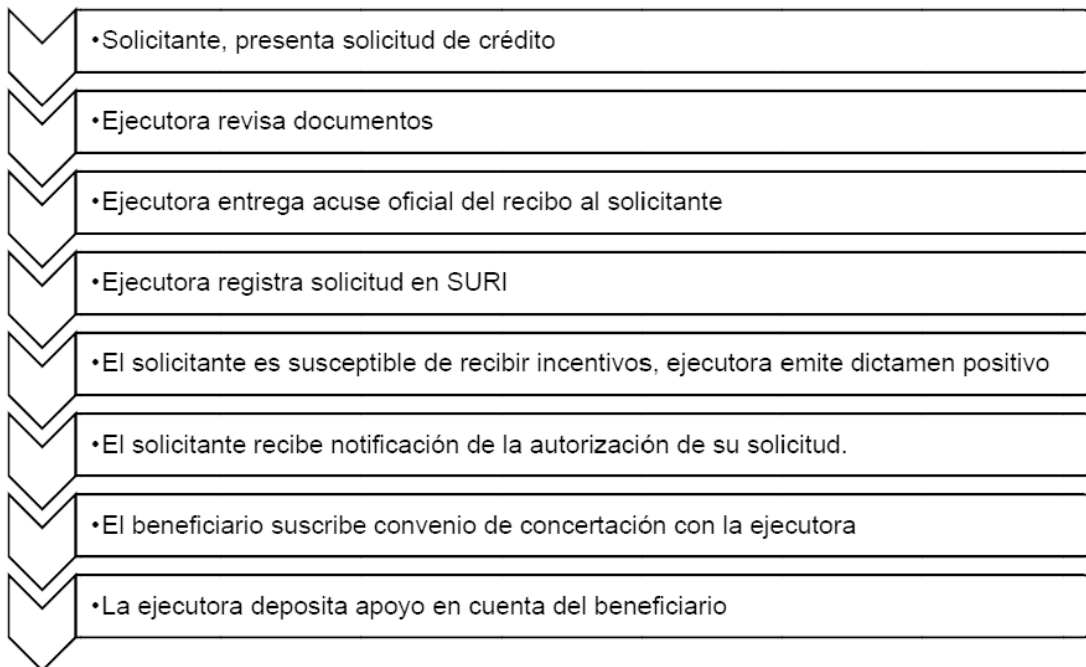 •Solicitante, presenta solicitud de crédito
•Ejecutora revisa documentos
•Ejecutora entrega acuse oficial del recibo al solicitante
•Ejecutora registra solicitud en SURI
•El solicitante es susceptible de recibir incentivos, ejecutora emite dictamen positivo
•El solicitante recibe notificación de la autorización de su solicitud.
•El beneficiario suscribe convenio de concertación con la ejecutora
•La ejecutora deposita apoyo en cuenta del beneficiario